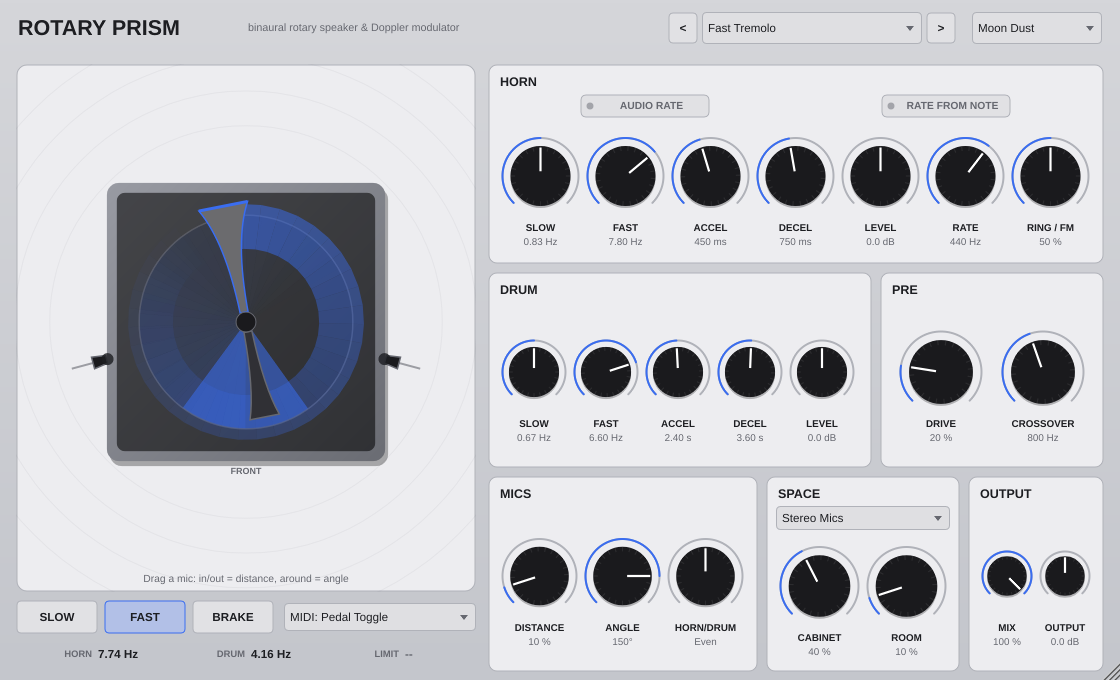 ROTARY PRISM
binaural rotary speaker & Doppler modulator
<
Fast Tremolo
>
Moon Dust
FRONT
Drag a mic: in/out = distance, around = angle
SLOW
FAST
BRAKE
MIDI: Pedal Toggle
HORN 7.74 Hz
DRUM 4.16 Hz
LIMIT --
HORN
AUDIO RATE
RATE FROM NOTE
SLOW FAST ACCEL DECEL LEVEL RATE RING / FM
0.83 Hz 7.80 Hz 450 ms 750 ms 0.0 dB 440 Hz 50 %
DRUM
SLOW FAST ACCEL DECEL LEVEL
0.67 Hz 6.60 Hz 2.40 s 3.60 s 0.0 dB
PRE
DRIVE CROSSOVER
20 % 800 Hz
MICS
DISTANCE ANGLE HORN/DRUM
10 % 150° Even
SPACE
Stereo Mics
CABINET ROOM
40 % 10 %
OUTPUT
MIX OUTPUT
100 % 0.0 dB